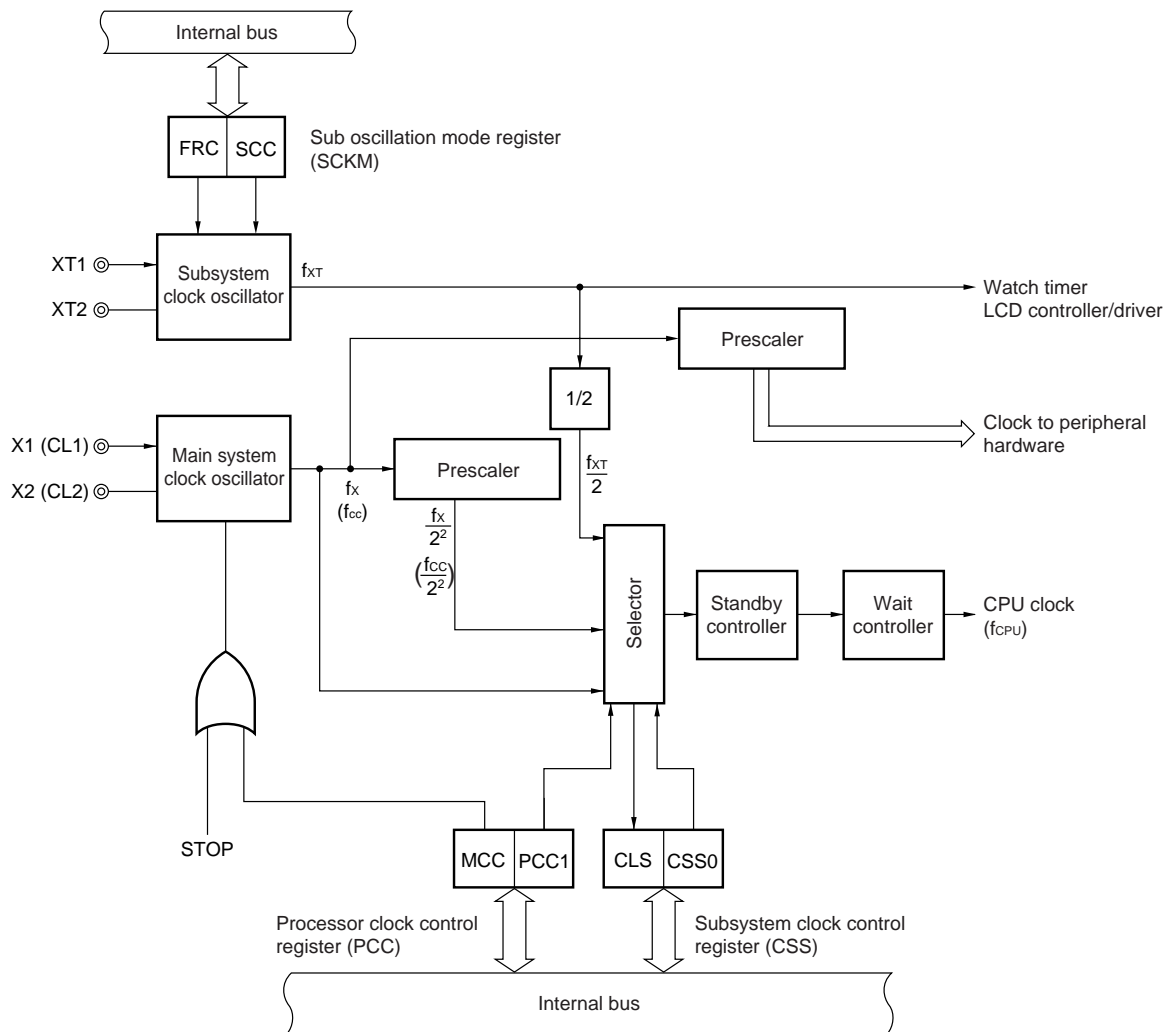 Internal bus
FRC SCC
Sub oscillation mode register
(SCKM)
XT1
XT2
Subsystem
clock oscillator
fXT
Watch timer
LCD controller/driver
Prescaler
1/2
Clock to peripheral
hardware
X1 (CL1)
X2 (CL2)
Main system
clock oscillator
fX
(fcc)
Prescaler
fXT
2
fX
2²
(fCC
2²)
Selector
Standby
controller
Wait
controller
CPU clock
(fCPU)
STOP
MCC PCC1
CLS CSS0
Processor clock control
register (PCC)
Subsystem clock control
register (CSS)
Internal bus